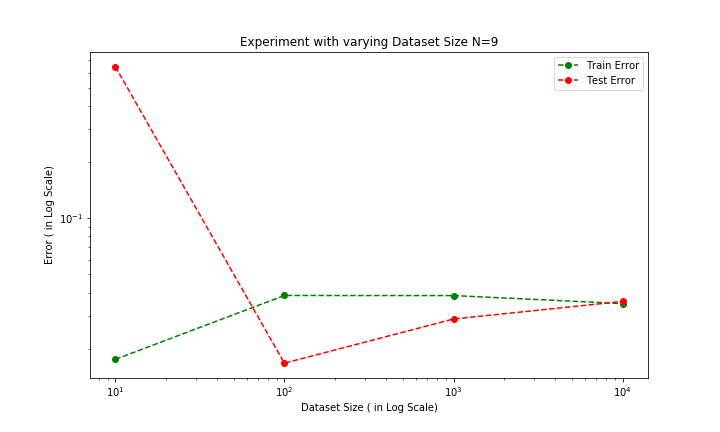 Experiment with varying Dataset Size N=9
Train Error
Test Error
Error ( in Log Scale)
10⁻¹
10¹
10²
10³
10⁴
Dataset Size ( in Log Scale)